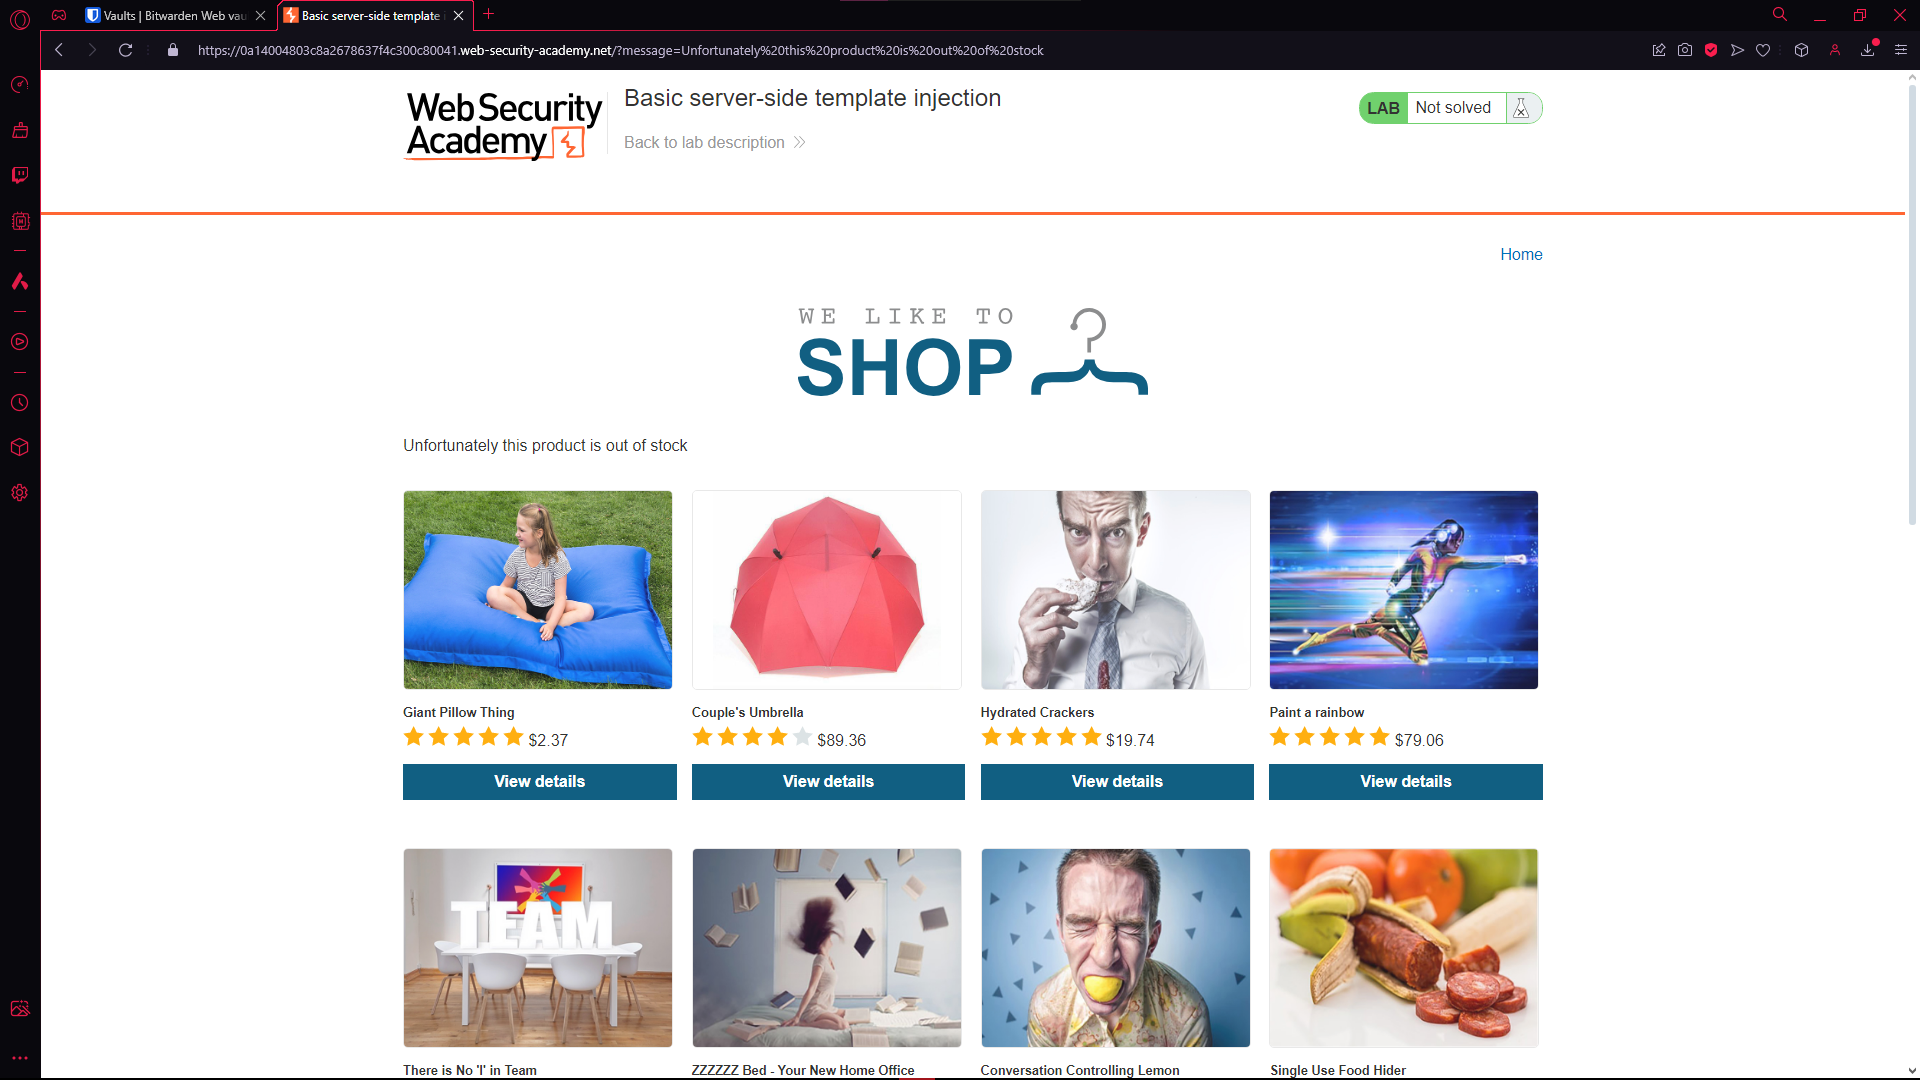 Vaults | Bitwarden Web vau
Basic server-side template i
https://0a14004803c8a2678637f4c300c80041.web-security-academy.net/?message=Unfortunately%20this%20product%20is%20out%20of%20stock
WebSecurity
Academy
Basic server-side template injection
Back to lab description
LAB
Not solved
Home
WE LIKE TO
SHOP
Unfortunately this product is out of stock
Giant Pillow Thing
$2.37
View details
Couple's Umbrella
$89.36
View details
Hydrated Crackers
$19.74
View details
Paint a rainbow
$79.06
View details
TEAM
There is No 'I' in Team
ZZZZZZ Bed - Your New Home Office
Conversation Controlling Lemon
Single Use Food Hider